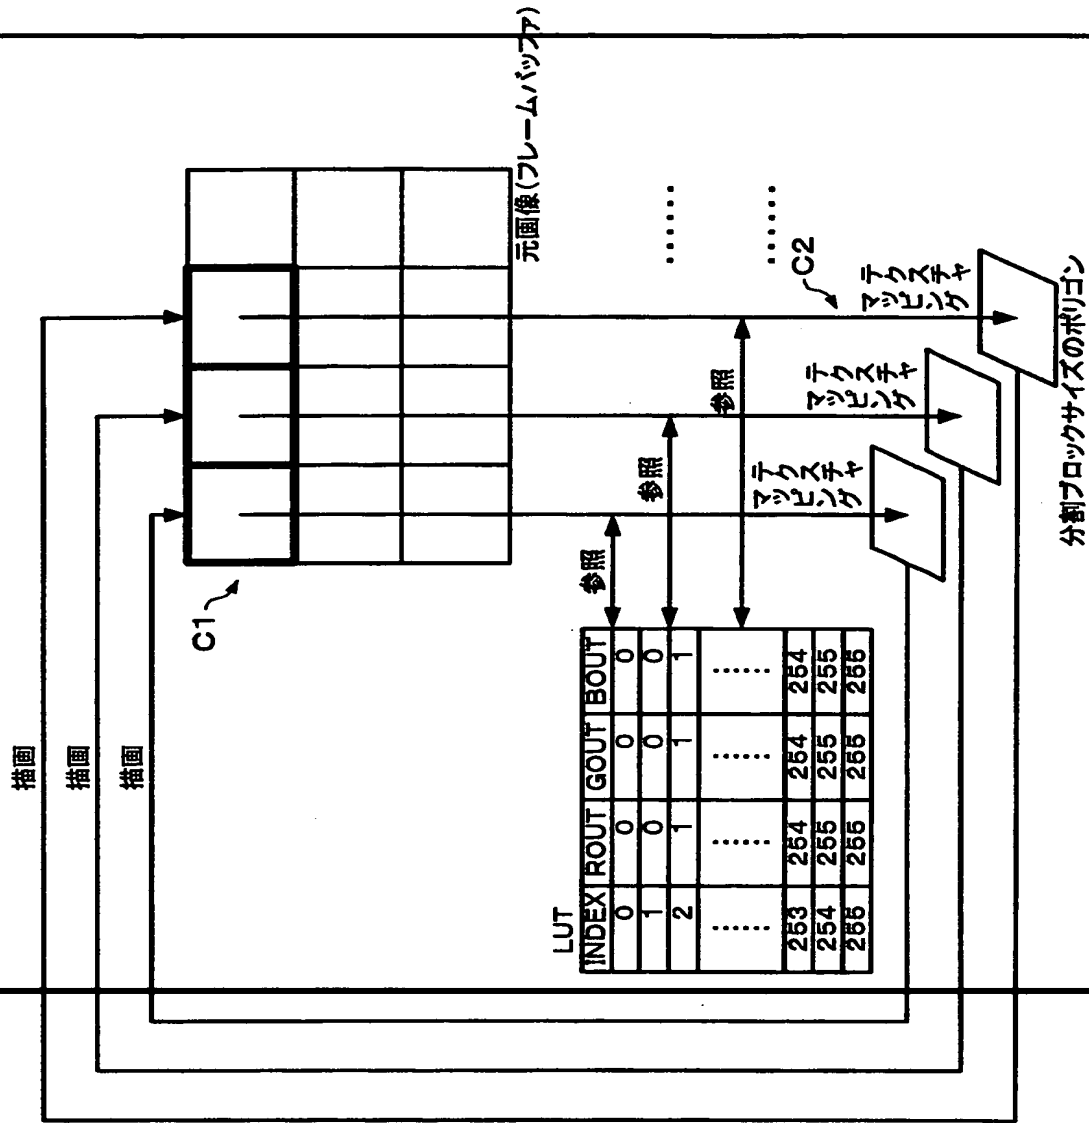 描画
描画
描画
C1
元画像(フレームバッファ)
LUT
INDEX ROUT GOUT BOUT
0 0 0 0
1 0 0 0
2 1 1 1
…… …… …… ……
253 254 254 254
254 255 255 255
255 255 255 255
参照
参照
参照
……
……
C2
テクスチャ
マッピング
テクスチャ
マッピング
テクスチャ
マッピング
分割ブロックサイズのポリゴン